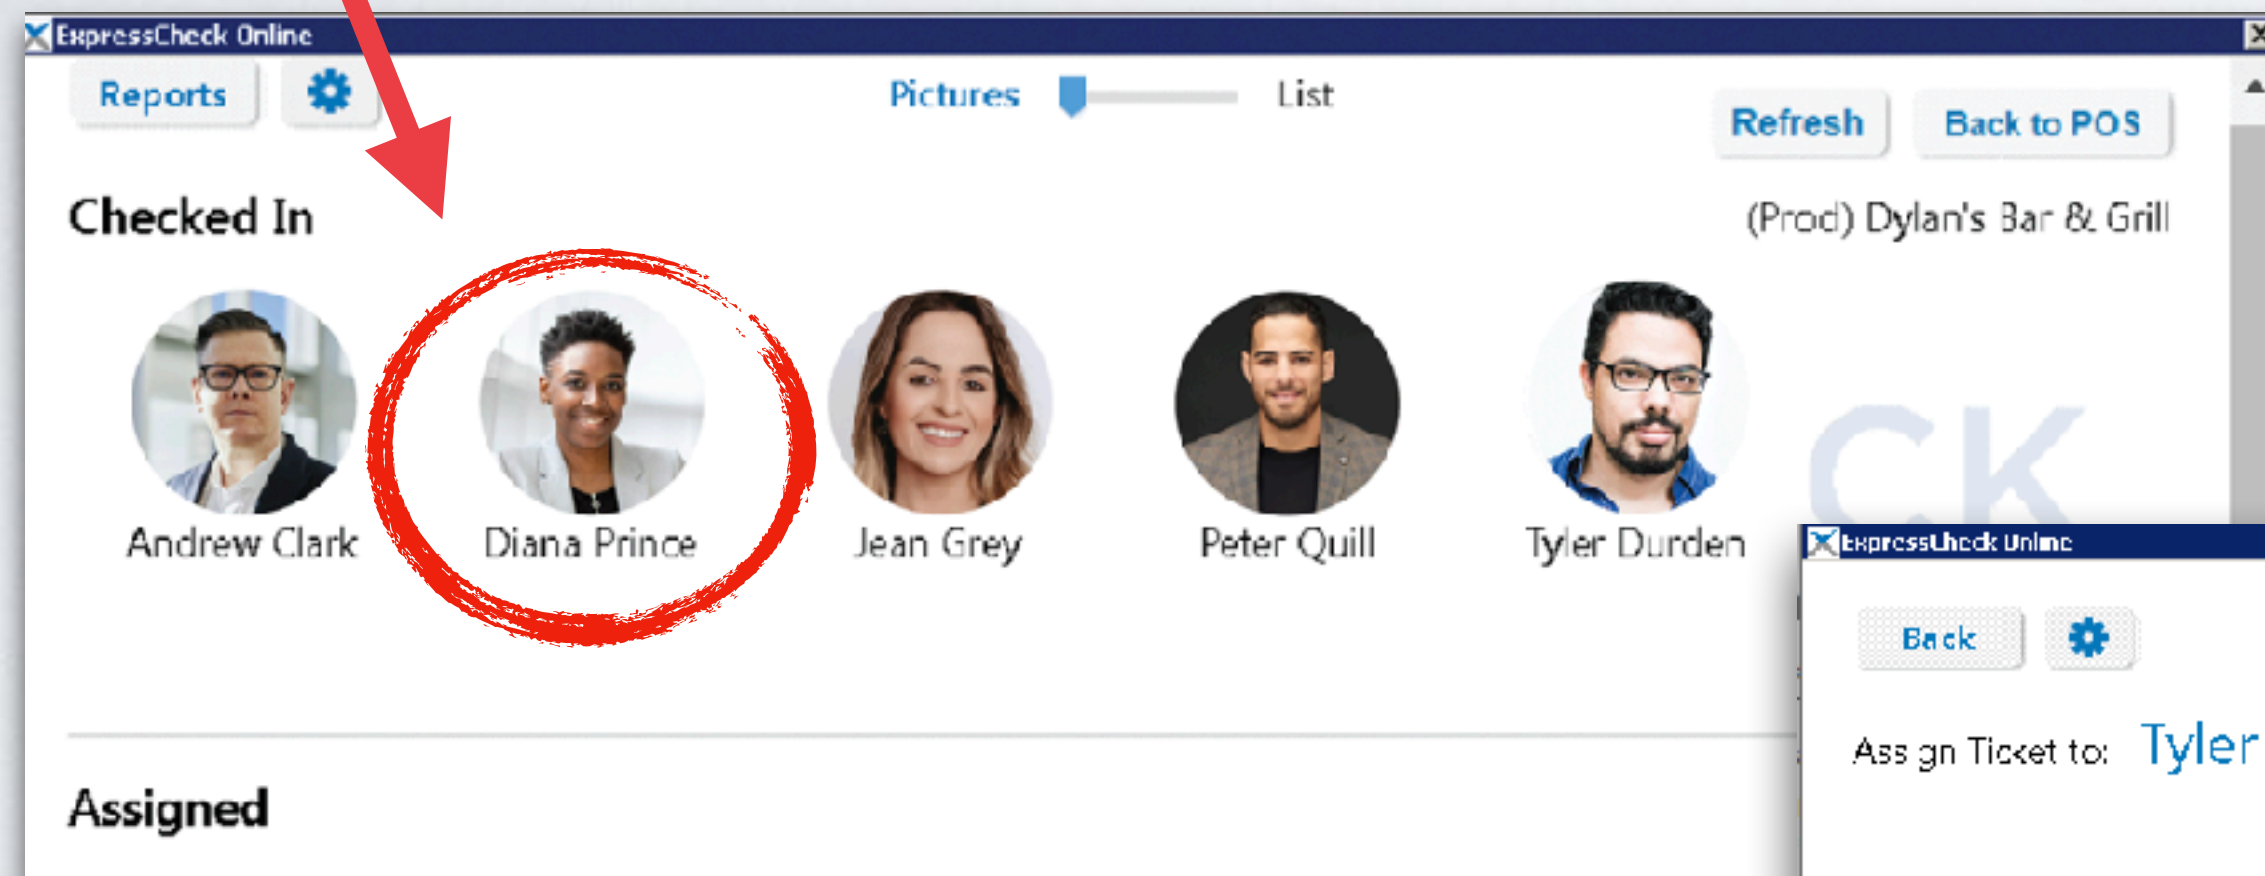 ExpressCheck Online
Reports
Pictures List
Refresh Back to POS
Checked In
(Prod) Dylan's Bar & Grill
Andrew Clark Diana Prince Jean Grey Peter Quill Tyler Durden
CK
ExpressCheck Online
Back
Assign Ticket to: Tyler
Assigned